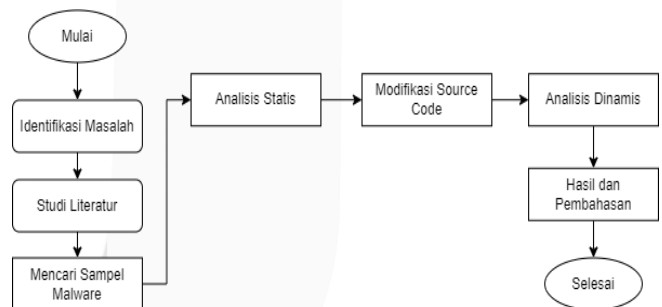 Mulai
Identifikasi Masalah
Studi Literatur
Mencari Sampel
Malware
Analisis Statis
Modifikasi Source
Code
Analisis Dinamis
Hasil dan
Pembahasan
Selesai